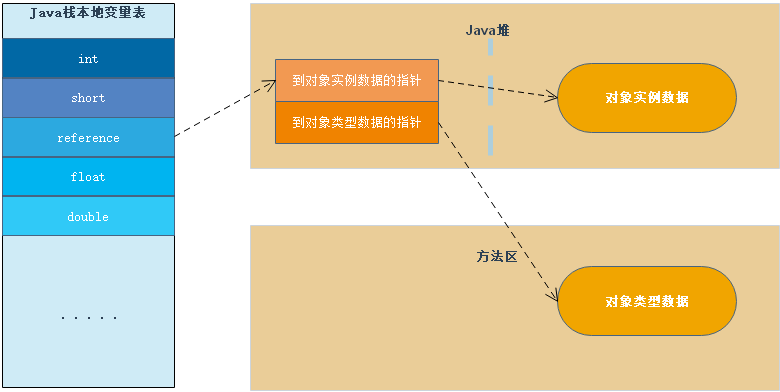 Java栈本地变量表
int
short
reference
float
double
.....
Java堆
到对象实例数据的指针
到对象类型数据的指针
对象实例数据
方法区
对象类型数据